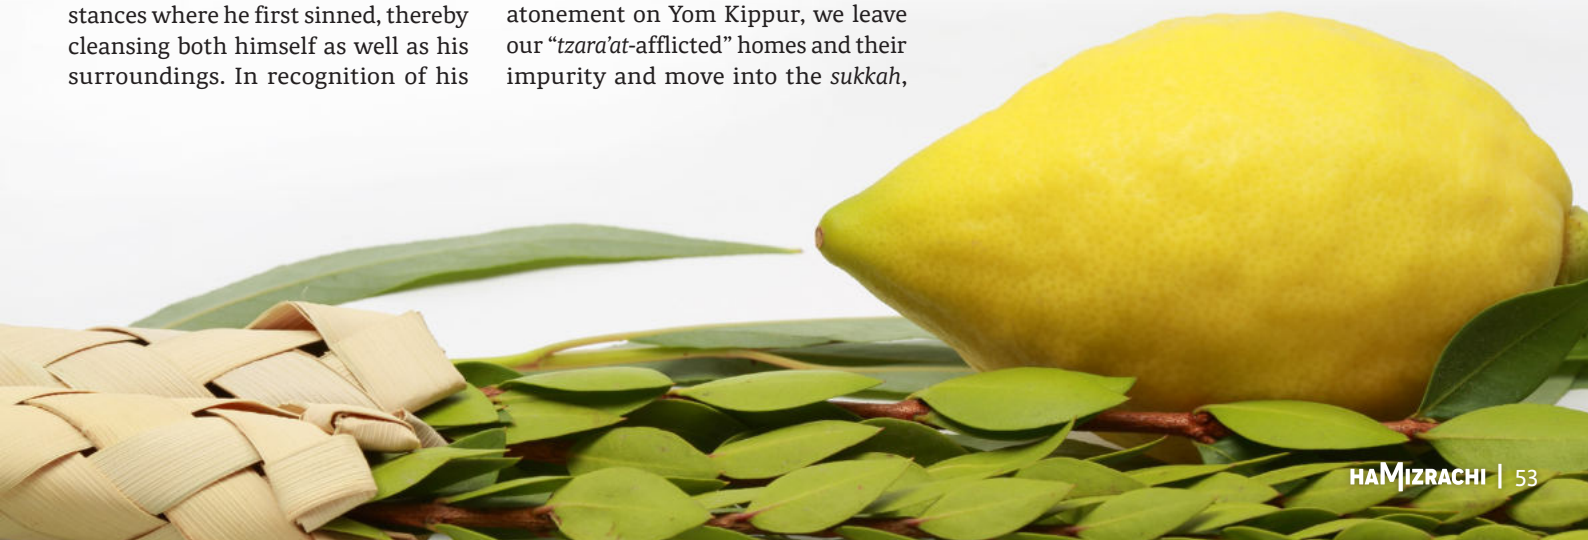 stances where he first sinned, thereby
cleansing both himself as well as his
surroundings. In recognition of his
atonement on Yom Kippur, we leave
our “tzara’at-afflicted” homes and their
impurity and move into the sukkah,
HAMIZRACHI | 53